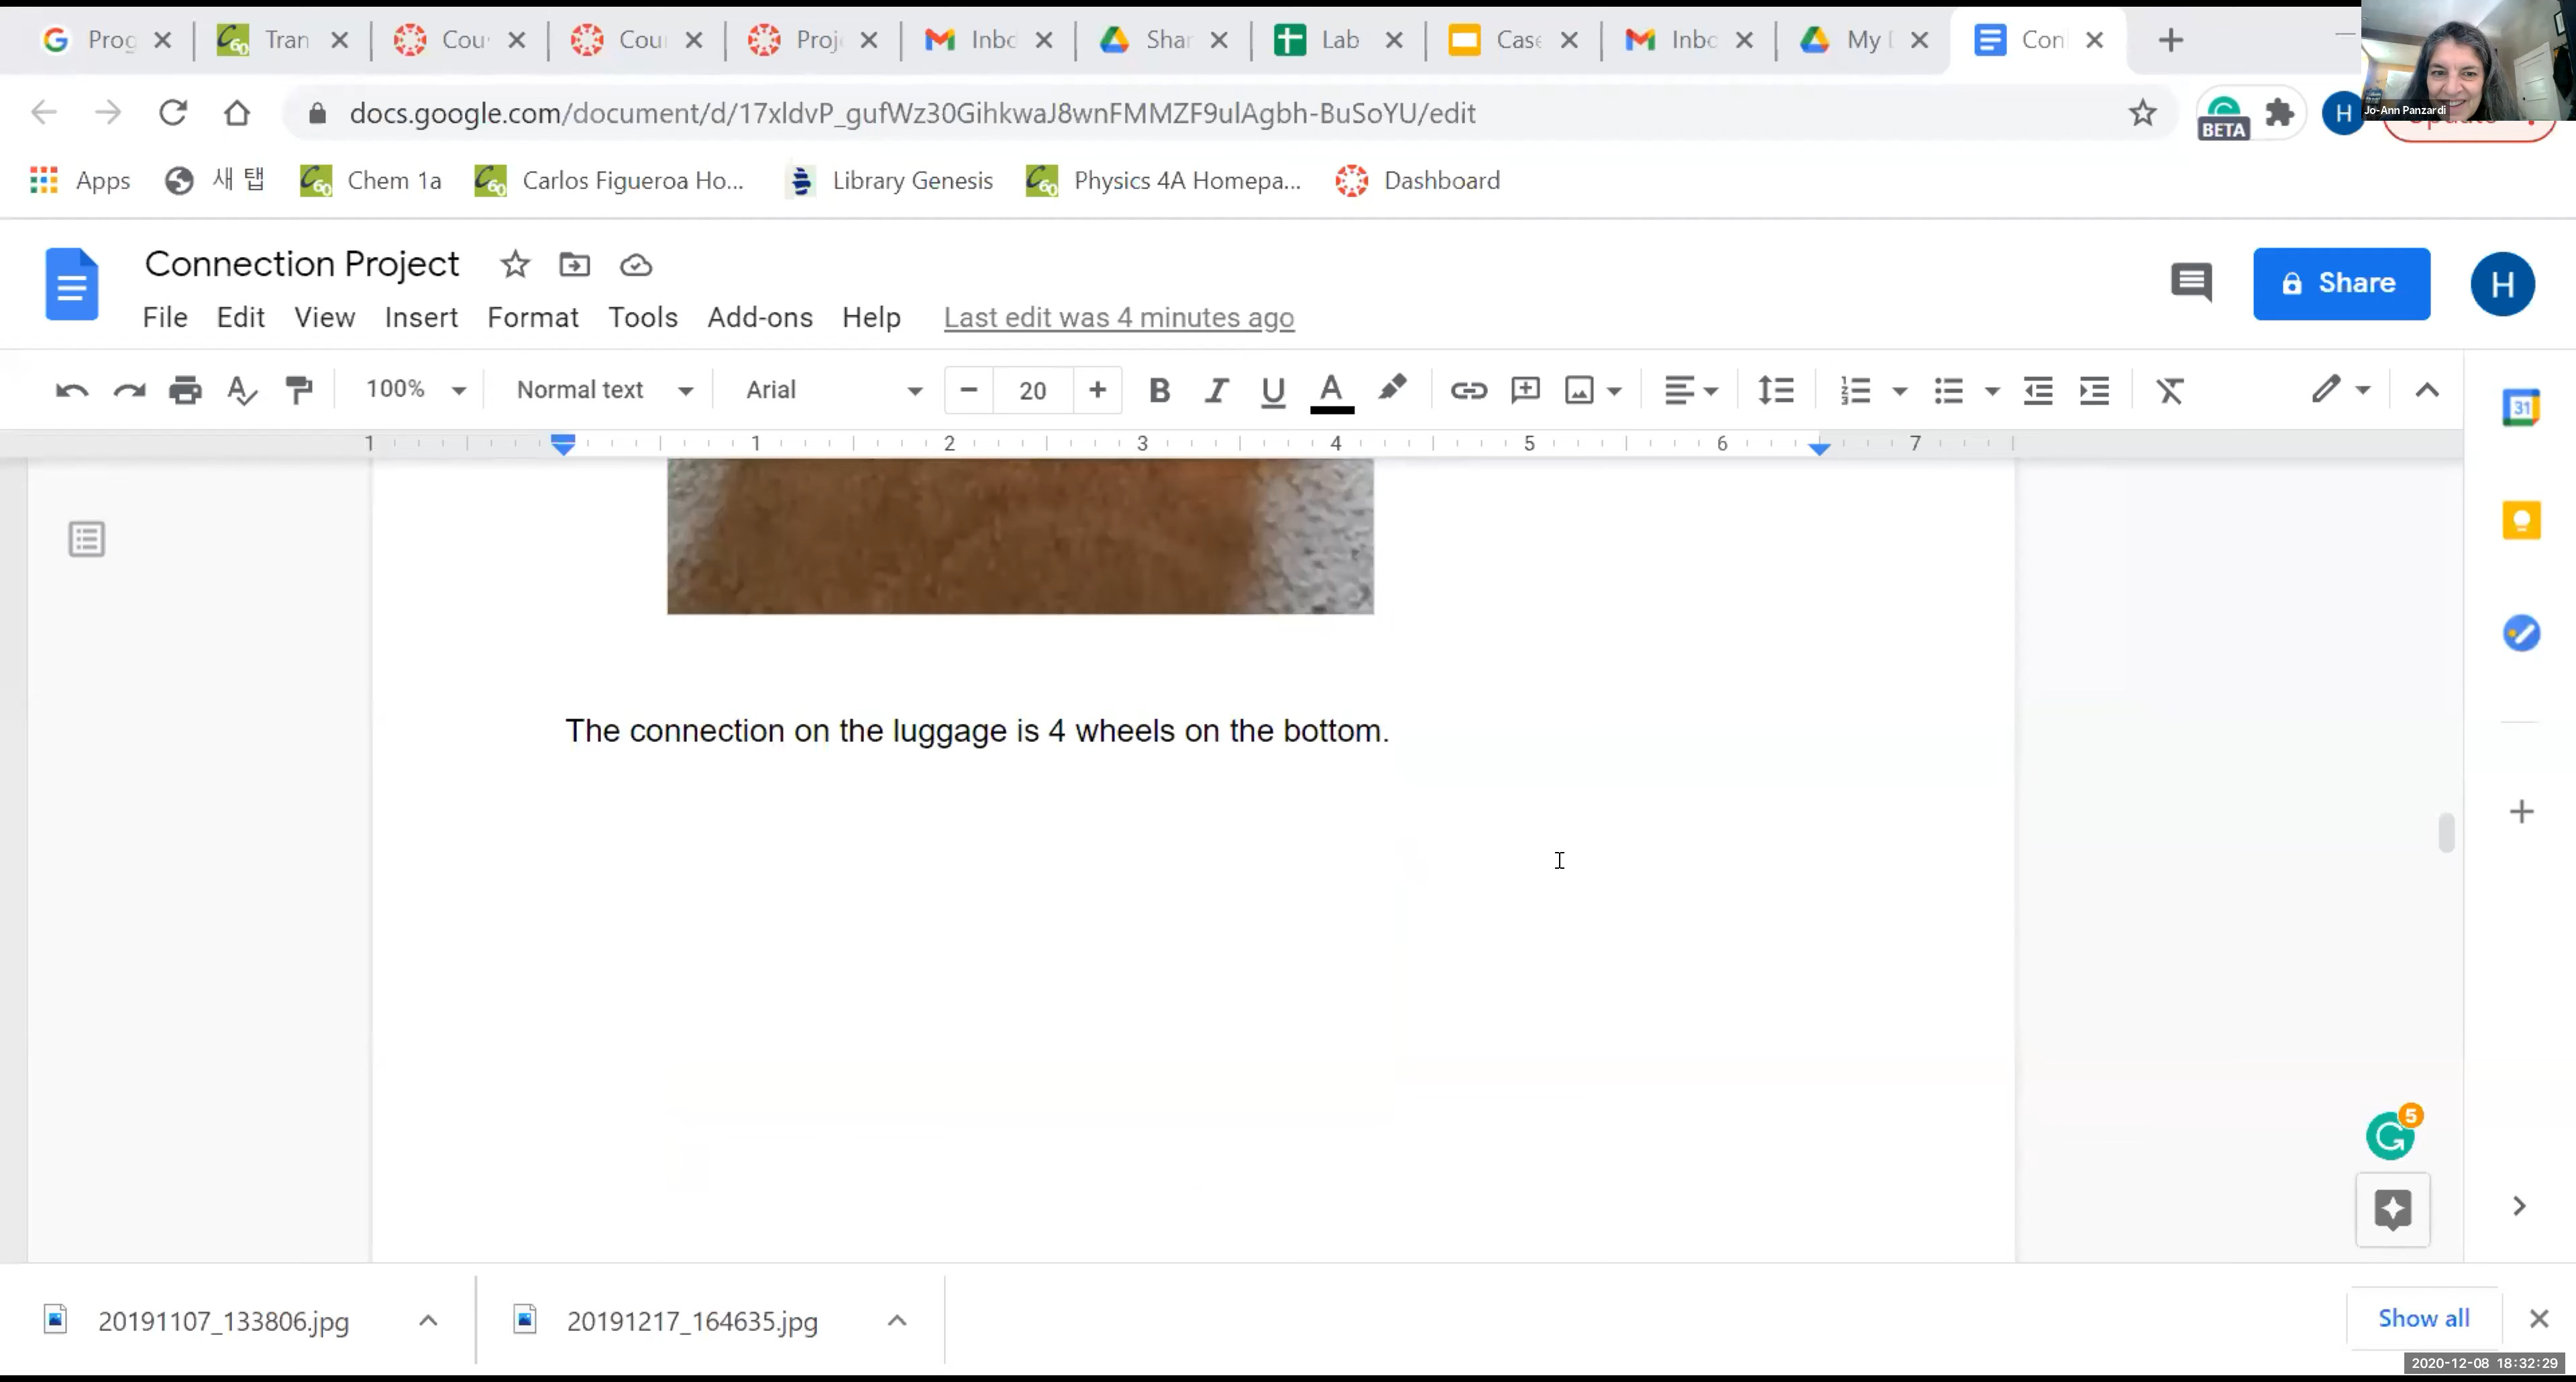 Prog
Tran
Cou
Cou
Proj
Inbo
Shar
Lab
Case
Inbo
My
Con
docs.google.com/document/d/17xldvP_gufWz30GihkwaJ8wnFMMZF9ulAgbh-BuSoYU/edit
BETA
H
Jo-Ann Panzardi
Apps
새 탭
Chem 1a
Carlos Figueroa Ho...
Library Genesis
Physics 4A Homepa...
Dashboard
Connection Project
Share
H
File Edit View Insert Format Tools Add-ons Help Last edit was 4 minutes ago
100% Normal text Arial 20 B I U A
31
1 1 2 3 4 5 6 7
The connection on the luggage is 4 wheels on the bottom.
5
20191107_133806.jpg
20191217_164635.jpg
Show all
2020-12-08 18:32:29